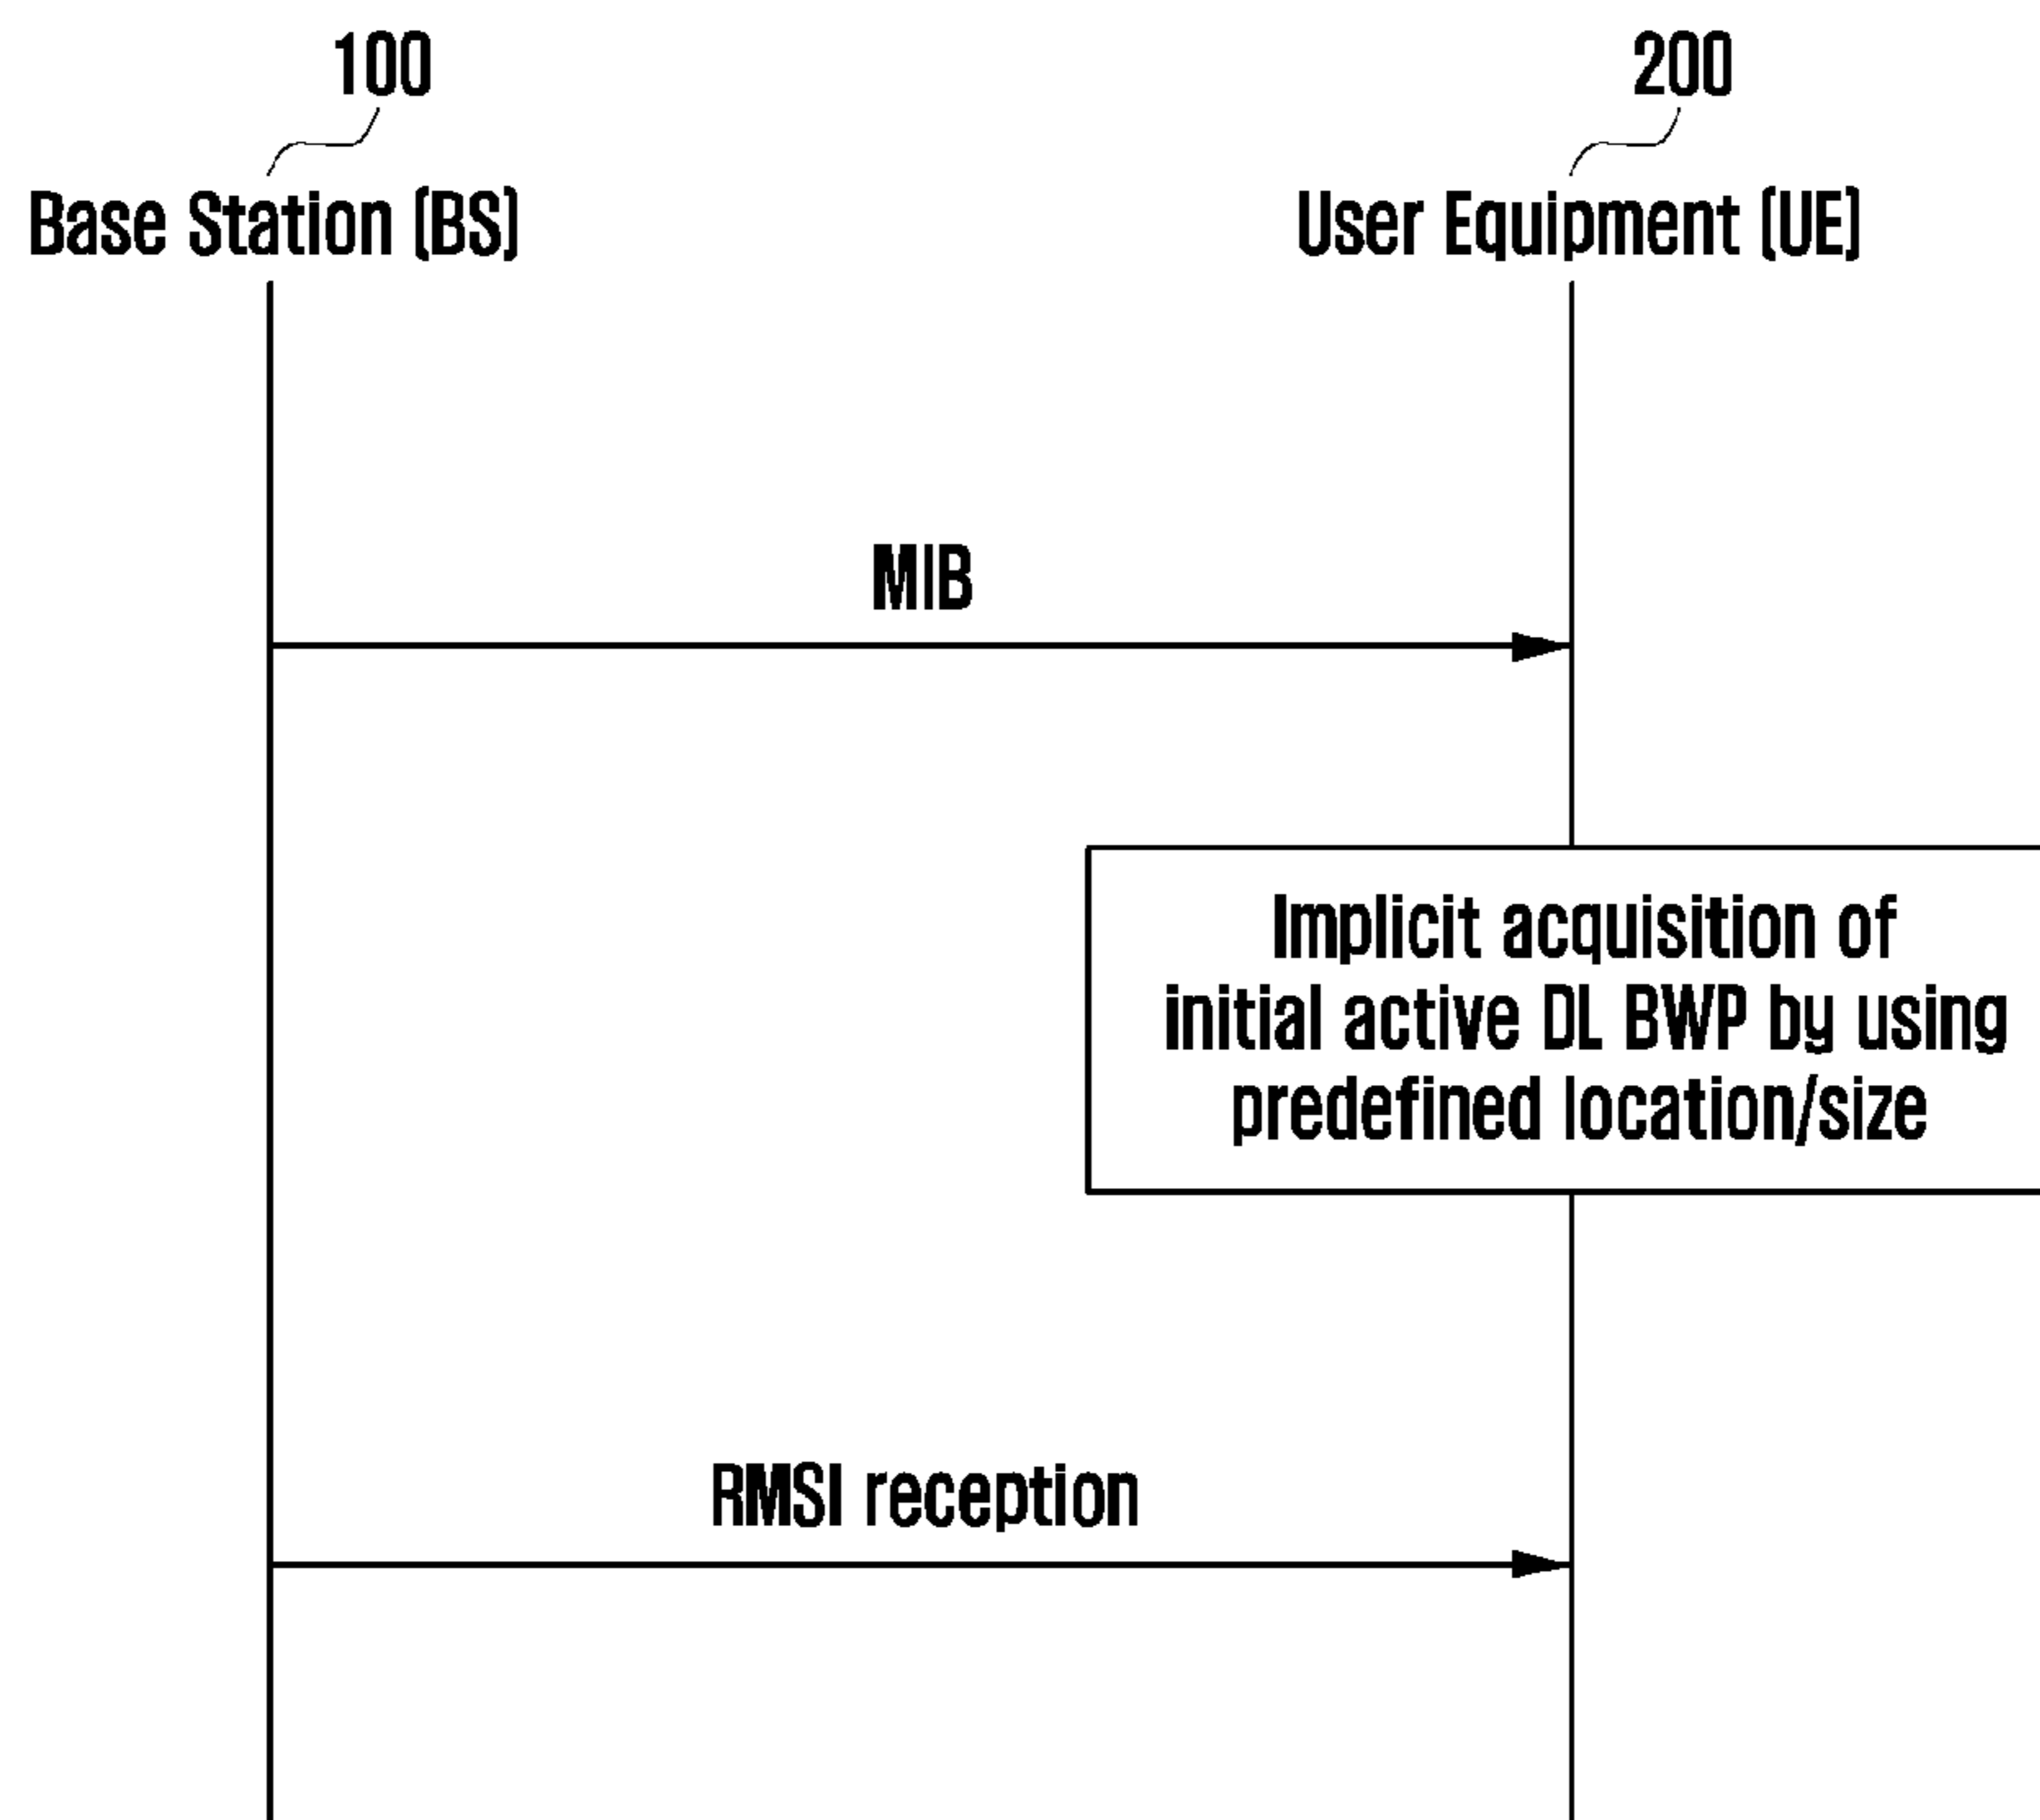 100
200
Base Station (BS)
User Equipment (UE)
MIB
Implicit acquisition of
initial active DL BWP by using
predefined location/size
RMSI reception